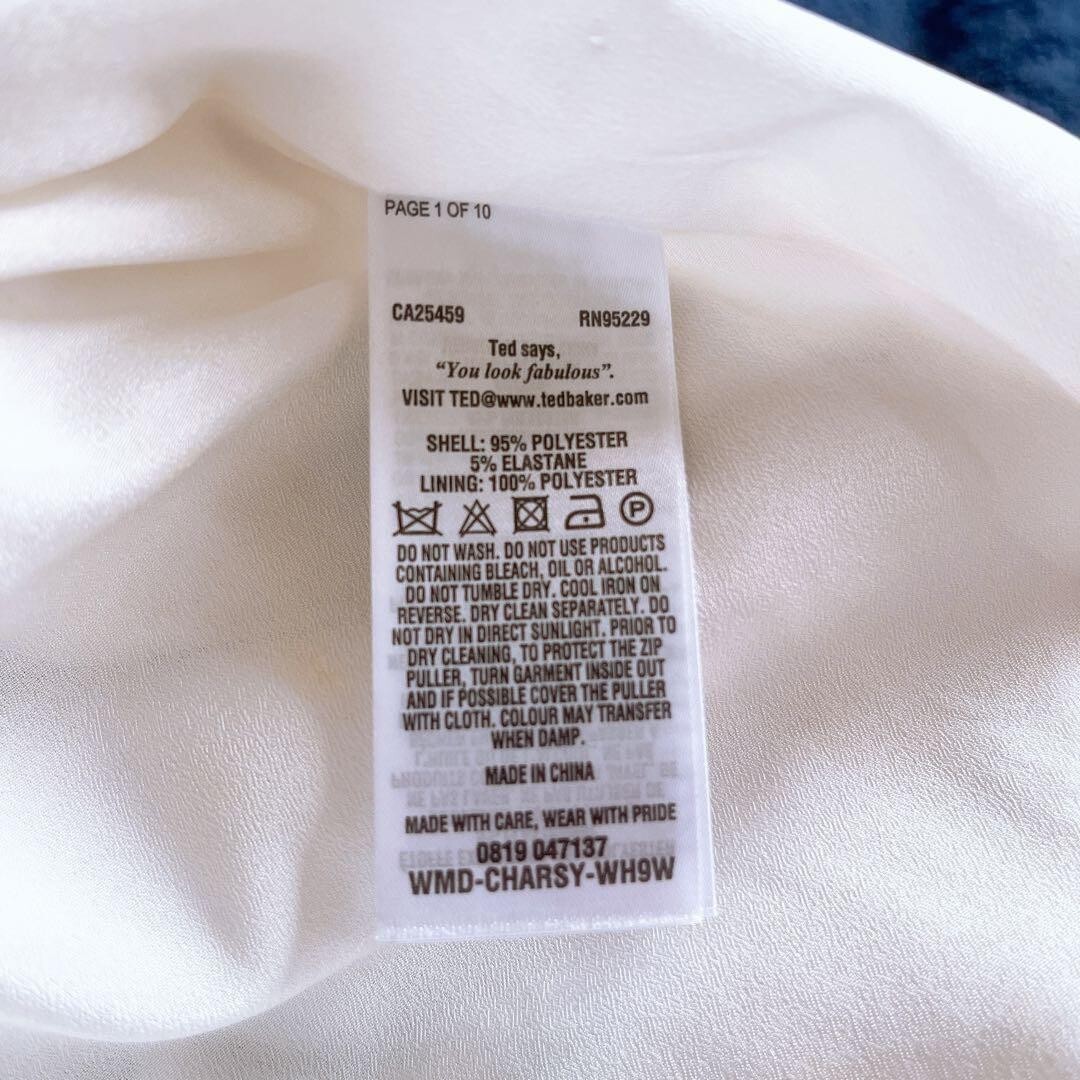 PAGE 1 OF 10
CA25459 RN95229
Ted says,
“You look fabulous”.
VISIT TED@www.tedbaker.com
SHELL: 95% POLYESTER
5% ELASTANE
LINING: 100% POLYESTER
P
DO NOT WASH. DO NOT USE PRODUCTS
CONTAINING BLEACH, OIL OR ALCOHOL.
DO NOT TUMBLE DRY. COOL IRON ON
REVERSE. DRY CLEAN SEPARATELY. DO
NOT DRY IN DIRECT SUNLIGHT. PRIOR TO
DRY CLEANING, TO PROTECT THE ZIP
PULLER, TURN GARMENT INSIDE OUT
AND IF POSSIBLE COVER THE PULLER
WITH CLOTH. COLOUR MAY TRANSFER
WHEN DAMP.
MADE IN CHINA
MADE WITH CARE, WEAR WITH PRIDE
0819 047137
WMD-CHARSY-WH9W